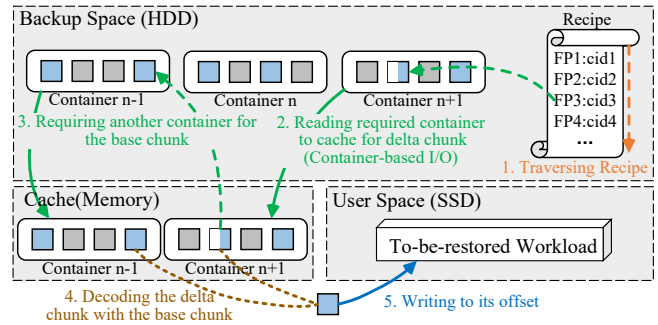 Backup Space (HDD)
Recipe
FP1:cid1
FP2:cid2
FP3:cid3
FP4:cid4
...
Container n-1
Container n
Container n+1
3. Requiring another container for
the base chunk
2. Reading required container
to cache for delta chunk
(Container-based I/O)
1. Traversing Recipe
Cache(Memory)
User Space (SSD)
To-be-restored Workload
Container n-1
Container n+1
4. Decoding the delta
chunk with the base chunk
5. Writing to its offset